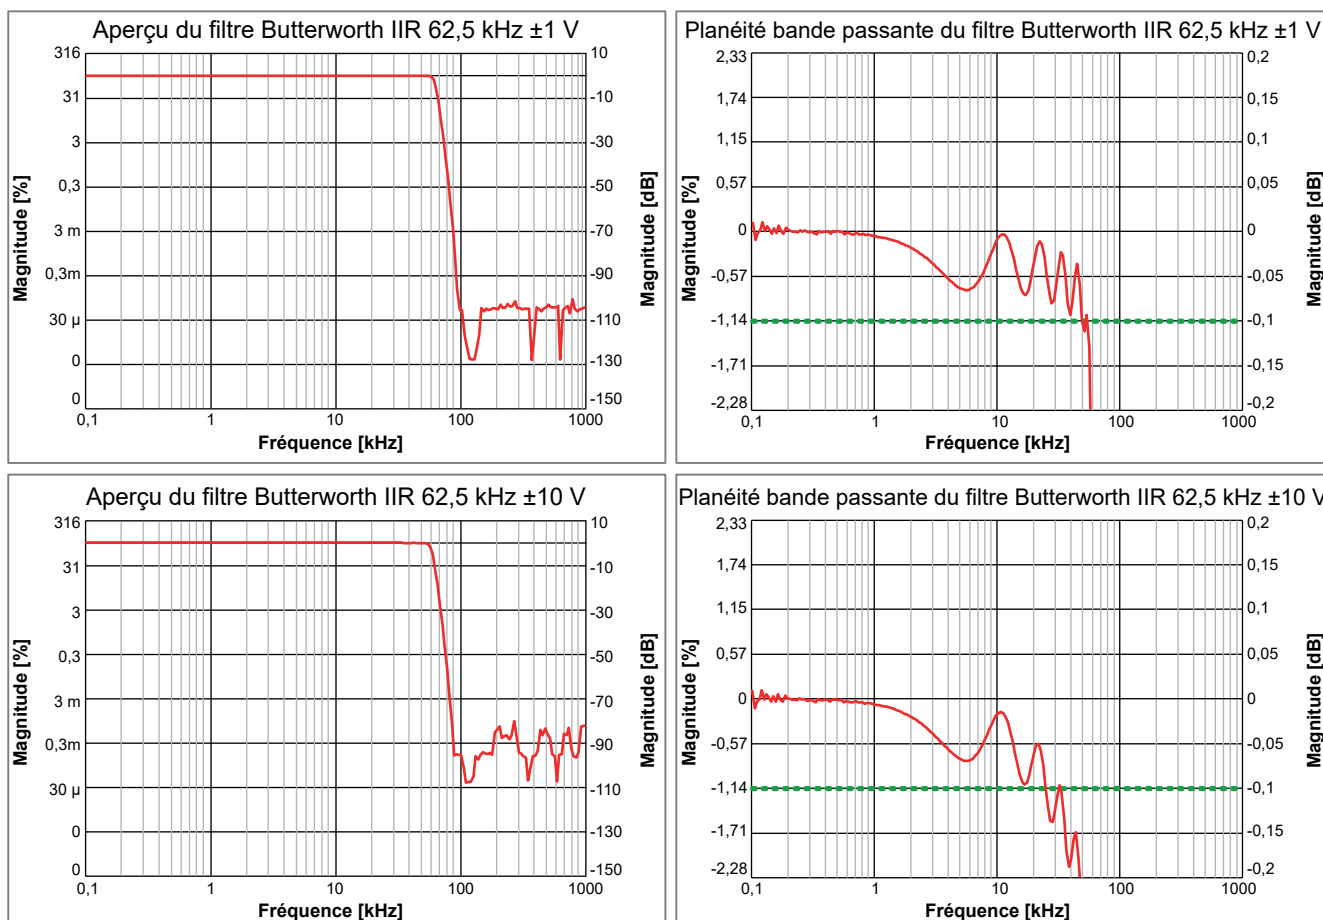 Aperçu du filtre Butterworth IIR 62,5 kHz ±1 V
316
31
3
0,3
3 m
0,3m
30 µ
0
0
10
-10
-30
-50
-70
-90
-110
-130
-150
Magnitude [%]
Magnitude [dB]
0,1 1 10 100 1000
Fréquence [kHz]
Planéité bande passante du filtre Butterworth IIR 62,5 kHz ±1 V
2,33
1,74
1,15
0,57
0
-0,57
-1,14
-1,71
-2,28
0,2
0,15
0,1
0,05
0
-0,05
-0,1
-0,15
-0,2
Magnitude [%]
Magnitude [dB]
0,1 1 10 100 1000
Fréquence [kHz]
Aperçu du filtre Butterworth IIR 62,5 kHz ±10 V
316
31
3
0,3
3 m
0,3m
30 µ
0
0
10
-10
-30
-50
-70
-90
-110
-130
-150
Magnitude [%]
Magnitude [dB]
0,1 1 10 100 1000
Fréquence [kHz]
Planéité bande passante du filtre Butterworth IIR 62,5 kHz ±10 V
2,33
1,74
1,15
0,57
0
-0,57
-1,14
-1,71
-2,28
0,2
0,15
0,1
0,05
0
-0,05
-0,1
-0,15
-0,2
Magnitude [%]
Magnitude [dB]
0,1 1 10 100 1000
Fréquence [kHz]